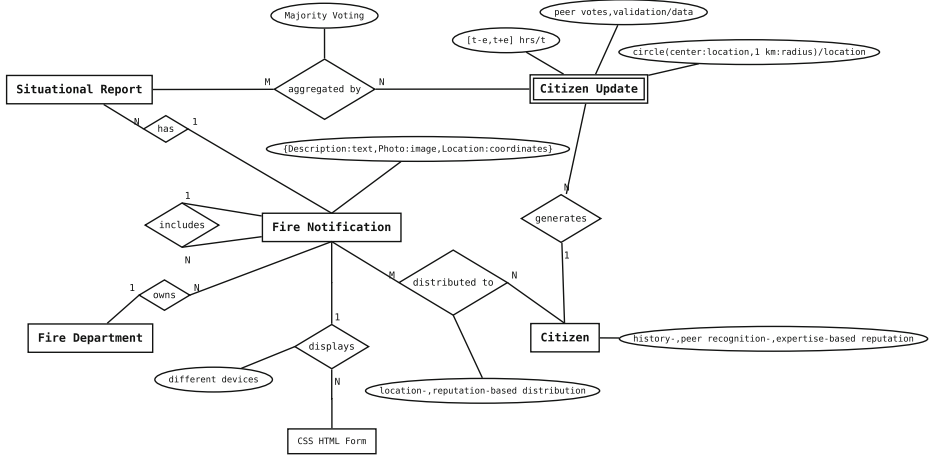 Majority Voting
peer votes,validation/data
[t-e,t+e] hrs/t
circle(center:location,1 km:radius)/location
Situational Report
M
aggregated by
N
Citizen Update
N
has
1
{Description:text,Photo:image,Location:coordinates}
N
1
includes
N
Fire Notification
generates
1
1
owns
N
M
distributed to
N
Fire Department
1
displays
N
Citizen
history-,peer recognition-,expertise-based reputation
different devices
location-,reputation-based distribution
CSS HTML Form